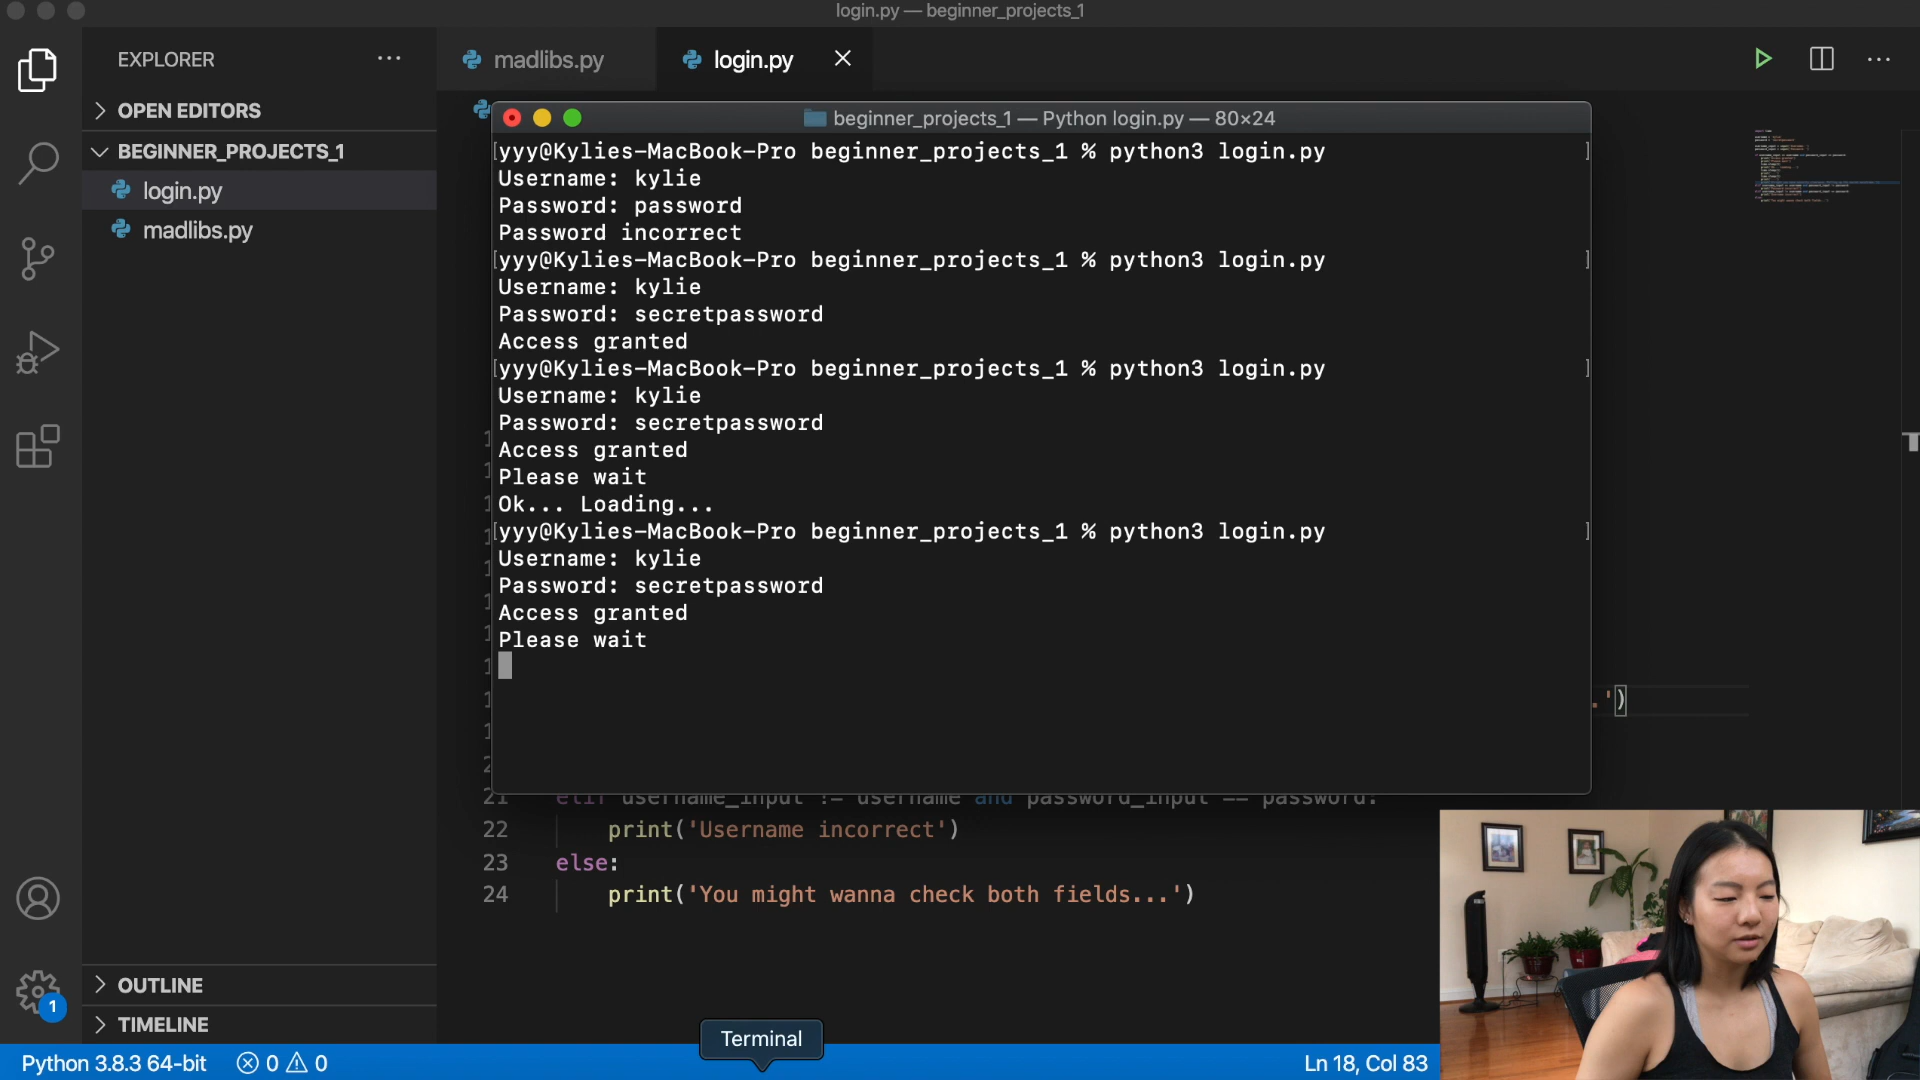 login.py — beginner_projects_1
EXPLORER
madlibs.py
login.py
OPEN EDITORS
BEGINNER_PROJECTS_1
login.py
madlibs.py
beginner_projects_1 — Python login.py — 80×24
[yyy@Kylies-MacBook-Pro beginner_projects_1 % python3 login.py ]
Username: kylie
Password: password
Password incorrect
[yyy@Kylies-MacBook-Pro beginner_projects_1 % python3 login.py ]
Username: kylie
Password: secretpassword
Access granted
[yyy@Kylies-MacBook-Pro beginner_projects_1 % python3 login.py ]
Username: kylie
Password: secretpassword
Access granted
Please wait
Ok... Loading...
[yyy@Kylies-MacBook-Pro beginner_projects_1 % python3 login.py ]
Username: kylie
Password: secretpassword
Access granted
Please wait
.')
21 elif username_input != username and password_input == password:
22 print('Username incorrect')
23 else:
24 print('You might wanna check both fields...')
OUTLINE
TIMELINE
1
Terminal
Python 3.8.3 64-bit
0
0
Ln 18, Col 83